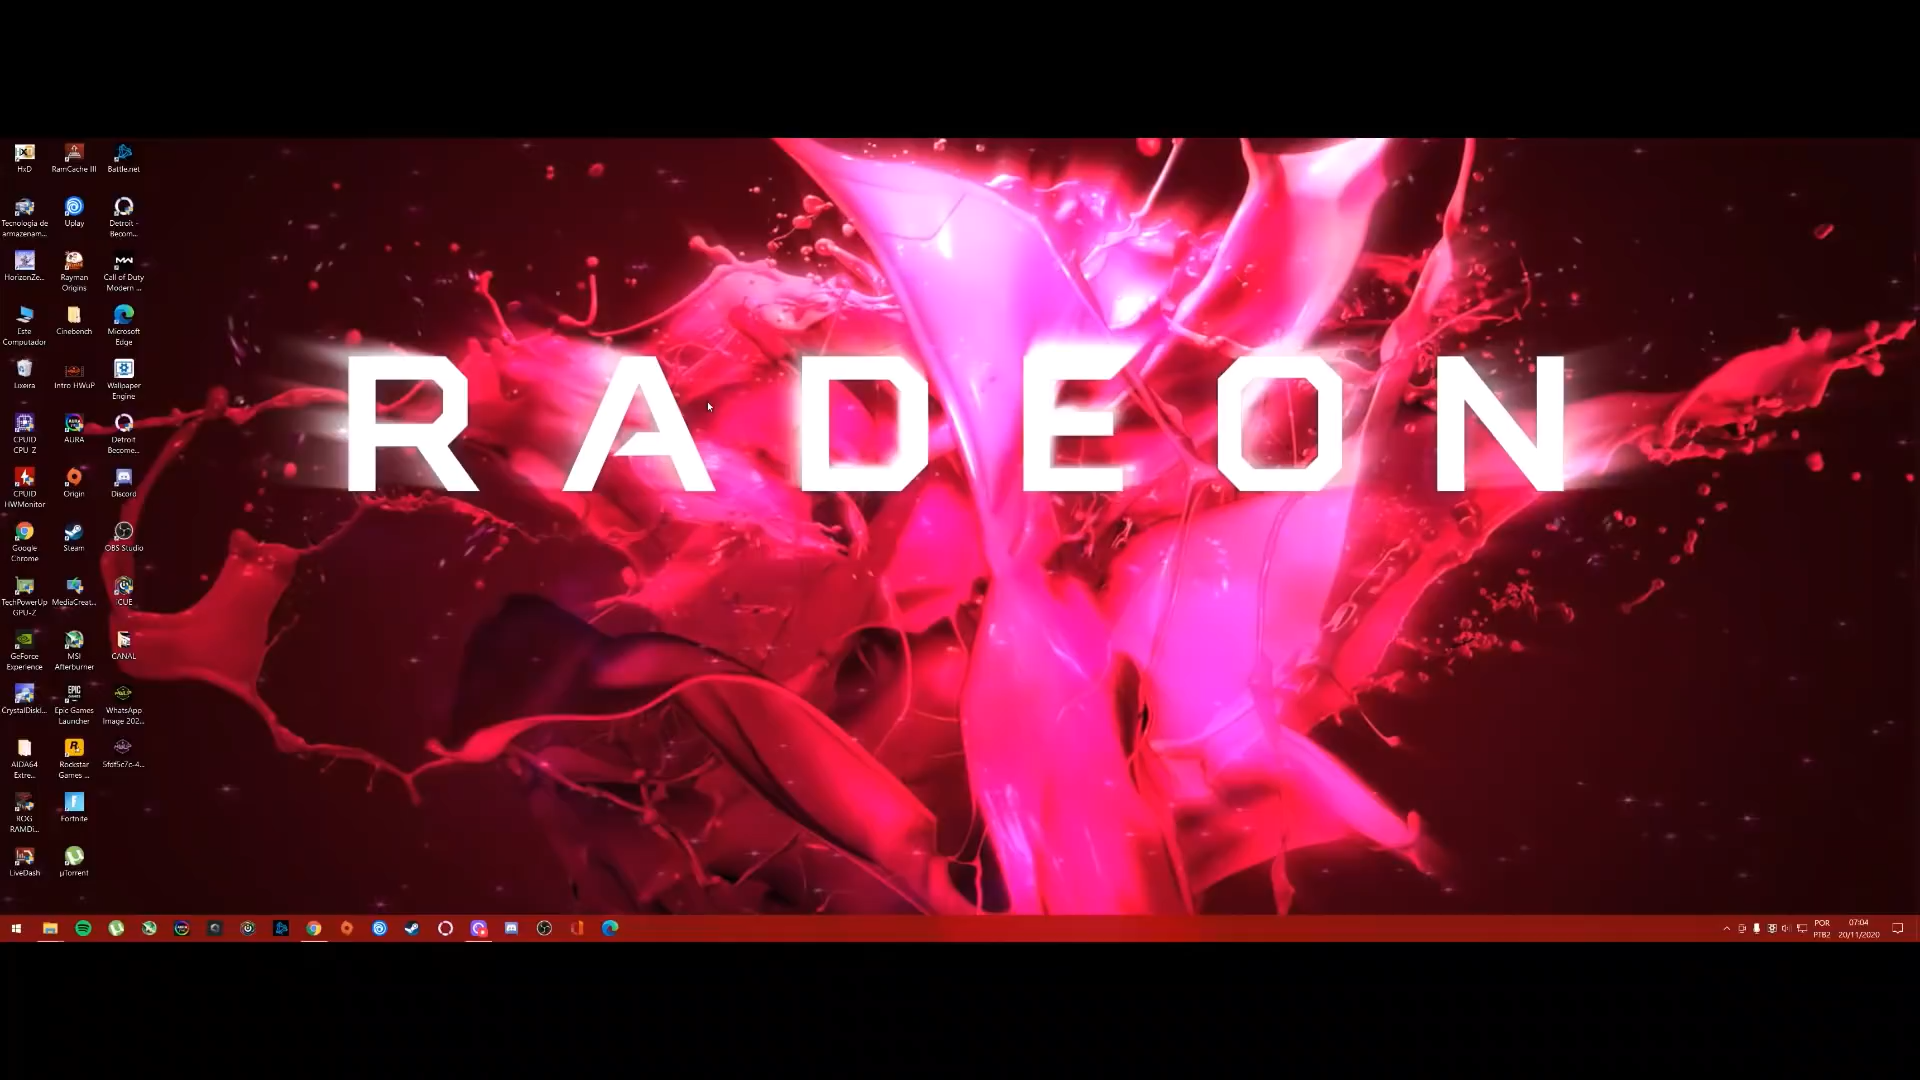 HxD
RamCache III
Battle.net
Tecnologia de
armazenam...
Uplay
Detroit -
Becom...
HorizonZe...
Rayman
Origins
Call of Duty
Modern ...
Este
Computador
Cinebench
Microsoft
Edge
Lixeira
Intro HWUP
Wallpaper
Engine
CPUID
CPU-Z
AURA
Detroit
Become...
CPUID
HWMonitor
Origin
Discord
Google
Chrome
Steam
OBS Studio
TechPowerUp
GPU-Z
MediaCreat...
iCUE
GeForce
Experience
MSI
Afterburner
CANAL
CrystalDiskI...
Epic Games
Launcher
WhatsApp
Image 202...
AIDA64
Extre...
Rockstar
Games ...
5fdf5c7c-4...
ROG
RAMDi...
Fortnite
LiveDash
µTorrent
RADEON
POR
PTB2
07:04
20/11/2020